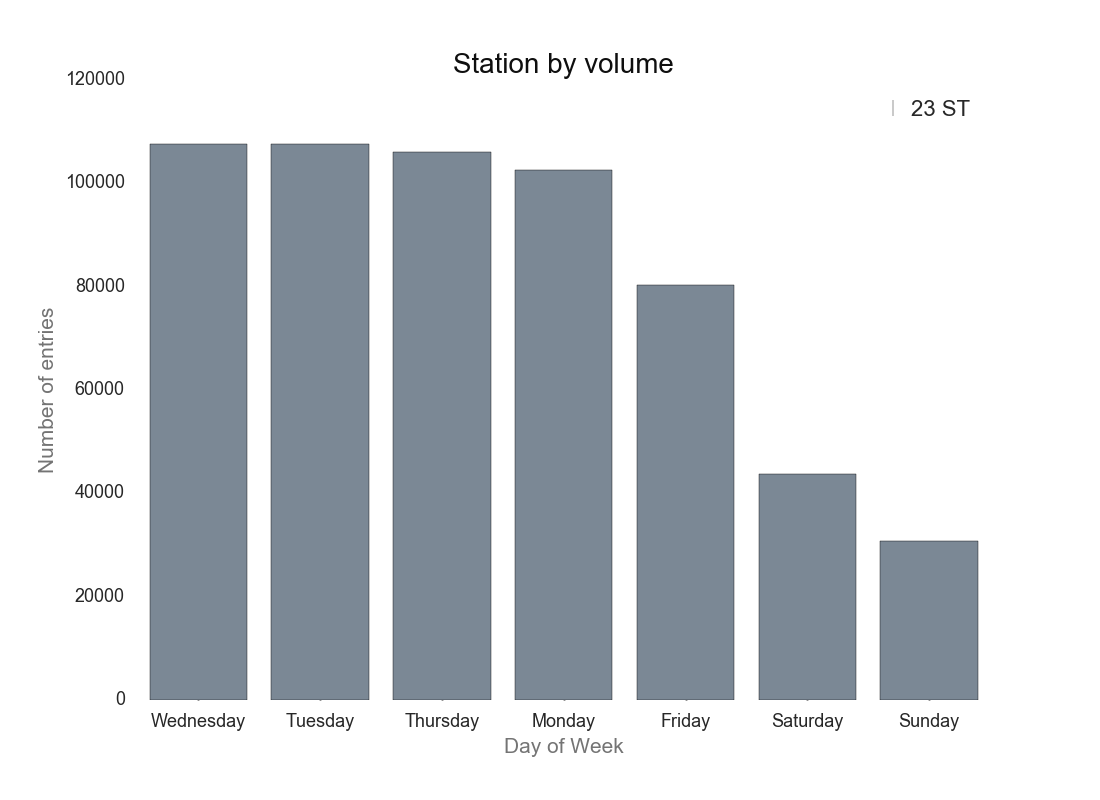 Station by volume
23 ST
120000
100000
80000
60000
40000
20000
0
Number of entries
Wednesday Tuesday Thursday Monday Friday Saturday Sunday
Day of Week